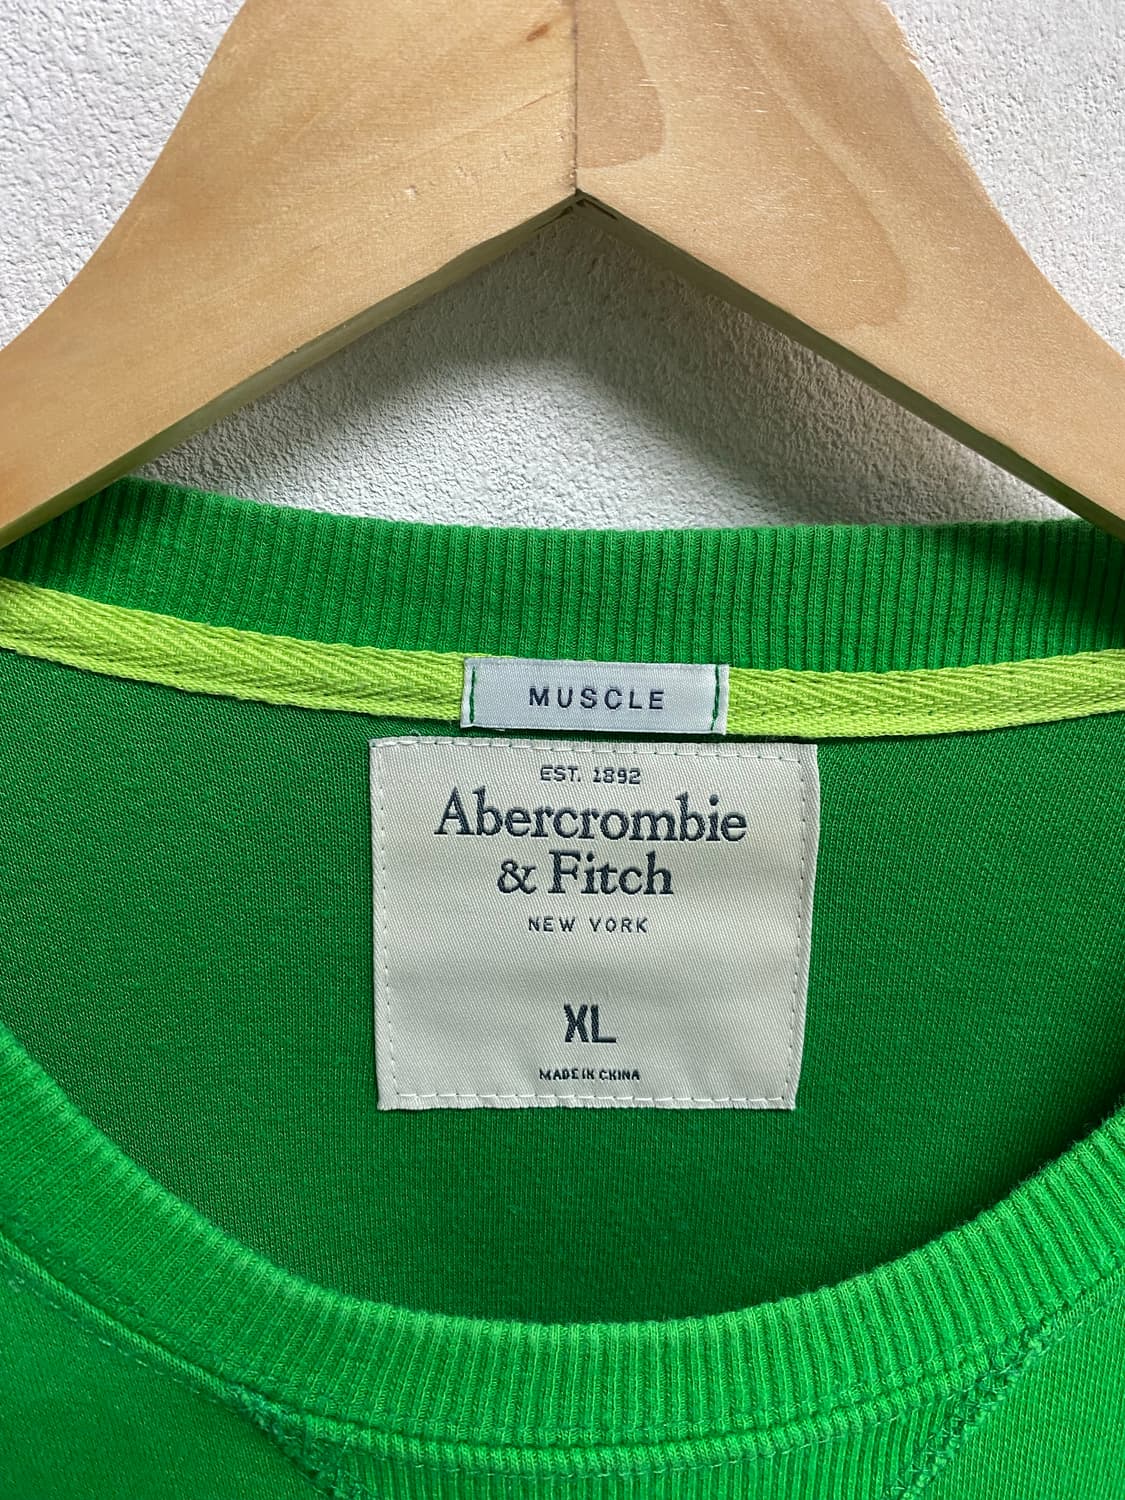 MUSCLE
EST. 1892
Abercrombie
& Fitch
NEW YORK
XL
MADE IN CHINA